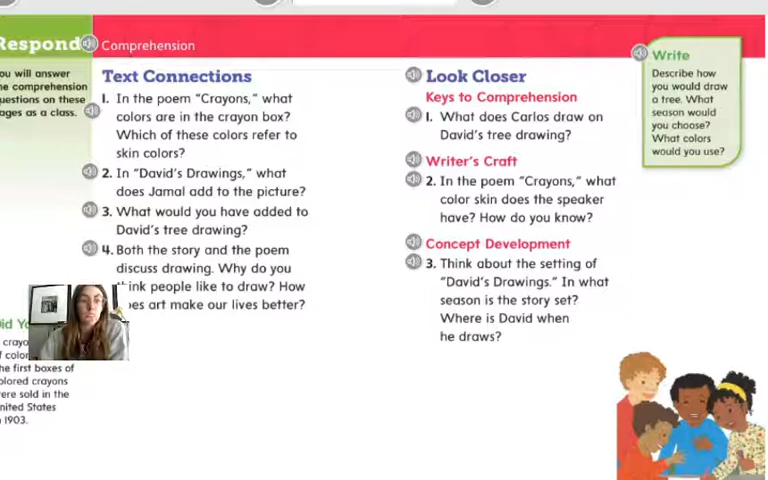 Respond
Comprehension
ou will answer
he comprehension
uestions on these
ages as a class.
Text Connections
1. In the poem "Crayons," what
colors are in the crayon box?
Which of these colors refer to
skin colors?
2. In "David's Drawings," what
does Jamal add to the picture?
3. What would you have added to
David's tree drawing?
4. Both the story and the poem
discuss drawing. Why do you
ink people like to draw? How
es art make our lives better?
Look Closer
Keys to Comprehension
1. What does Carlos draw on
David's tree drawing?
Writer's Craft
2. In the poem "Crayons," what
color skin does the speaker
have? How do you know?
Concept Development
3. Think about the setting of
"David's Drawings." In what
season is the story set?
Where is David when
he draws?
Write
Describe how
you would draw
a tree. What
season would
you choose?
What colors
would you use?
id Yo
crayo
f color
he first boxes of
olored crayons
ere sold in the
nited States
1903.